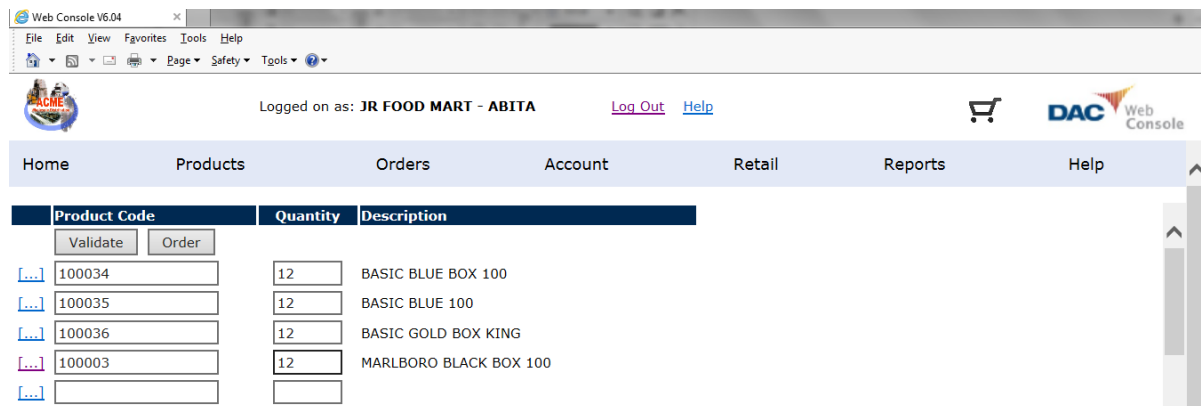 Web Console V6.04 ×
File Edit View Favorites Tools Help
Page Safety Tools
ACME
Logged on as: JR FOOD MART - ABITA Log Out Help
DAC Web Console
Home Products Orders Account Retail Reports Help
Product Code Quantity Description
Validate Order
[...] 100034 12 BASIC BLUE BOX 100
[...] 100035 12 BASIC BLUE 100
[...] 100036 12 BASIC GOLD BOX KING
[...] 100003 12 MARLBORO BLACK BOX 100
[...]